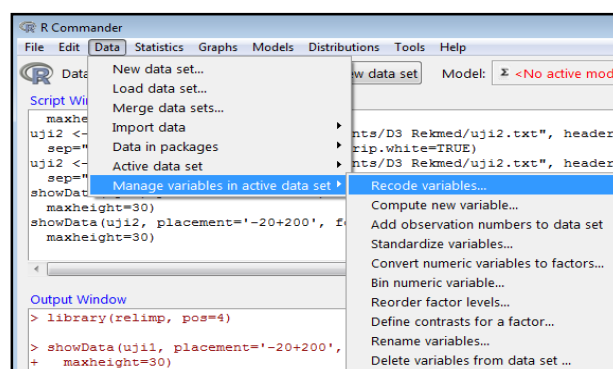 R Commander
File Edit Data Statistics Graphs Models Distributions Tools Help
Data
New data set...
Load data set...
Merge data sets...
Import data
Data in packages
Active data set
Manage variables in active data set
data set
Model: Σ <No active mod
Script Wi
maxhe
uji2 <-
nts/D3 Rekmed/uji2.txt", header
sep="
rip.white=TRUE)
uji2 <-
nts/D3 Rekmed/uji2.txt", header
sep="
showDat
maxheight=30)
showData(uji2, placement='-20+200', f
maxheight=30)
Recode variables...
Compute new variable...
Add observation numbers to data set
Standardize variables...
Convert numeric variables to factors...
Bin numeric variable...
Reorder factor levels...
Define contrasts for a factor...
Rename variables...
Delete variables from data set ...
Output Window
> library(relimp, pos=4)
> showData(uji1, placement='-20+200',
+ maxheight=30)